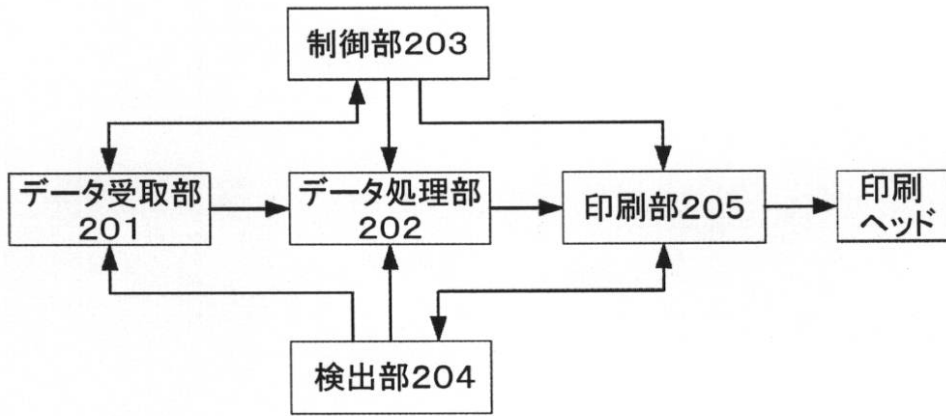 制御部203
データ受取部
201
データ処理部
202
印刷部205
印刷
ヘッド
検出部204